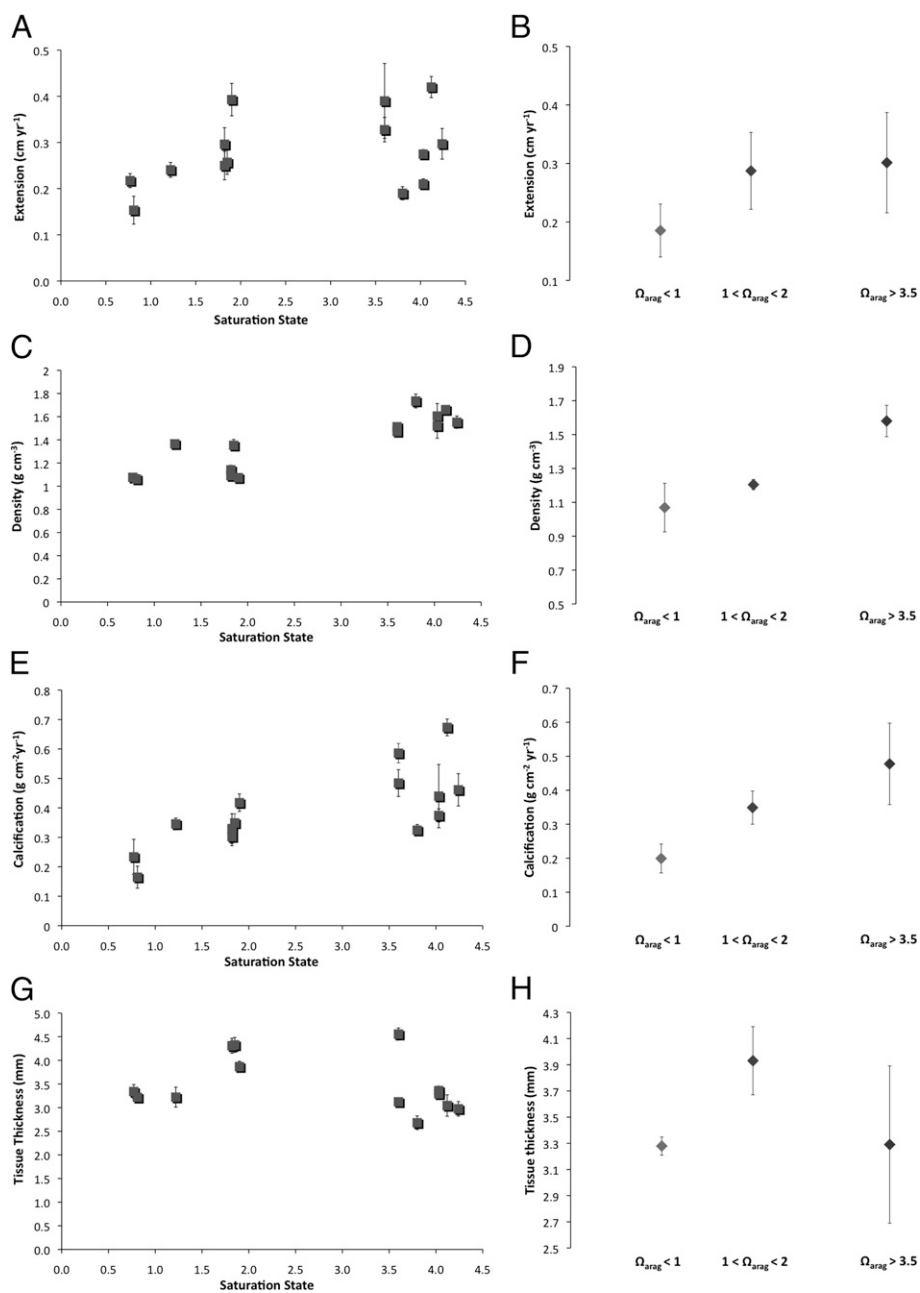 A
0.5
0.4
0.3
0.2
0.1
0.0
Extension (cm yr⁻¹)
0.0 0.5 1.0 1.5 2.0 2.5 3.0 3.5 4.0 4.5
Saturation State
B
0.5
0.4
0.3
0.2
0.1
Extension (cm yr⁻¹)
Ωarag < 1 1 < Ωarag < 2 Ωarag > 3.5
C
2
1.8
1.6
1.4
1.2
1
0.8
0.6
0.4
0.2
0
Density (g cm⁻³)
0.0 0.5 1.0 1.5 2.0 2.5 3.0 3.5 4.0 4.5
Saturation State
D
1.9
1.7
1.5
1.3
1.1
0.9
0.7
0.5
Density (g cm⁻³)
Ωarag < 1 1 < Ωarag < 2 Ωarag > 3.5
E
0.8
0.7
0.6
0.5
0.4
0.3
0.2
0.1
0
Calcification (g cm⁻²yr⁻¹)
0.0 0.5 1.0 1.5 2.0 2.5 3.0 3.5 4.0 4.5
Saturation State
F
0.7
0.6
0.5
0.4
0.3
0.2
0.1
0
Calcification (g cm⁻² yr⁻¹)
Ωarag < 1 1 < Ωarag < 2 Ωarag > 3.5
G
5.0
4.5
4.0
3.5
3.0
2.5
2.0
1.5
1.0
0.5
0.0
Tissue Thickness (mm)
0.0 0.5 1.0 1.5 2.0 2.5 3.0 3.5 4.0 4.5
Saturation State
H
4.3
4.1
3.9
3.7
3.5
3.3
3.1
2.9
2.7
2.5
Tissue thickness (mm)
Ωarag < 1 1 < Ωarag < 2 Ωarag > 3.5